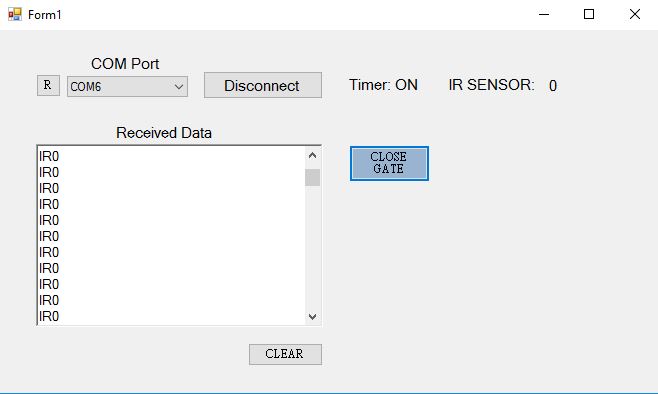 Form1
COM Port
R COM6 Disconnect Timer: ON IR SENSOR: 0
Received Data
IR0
IR0
IR0
IR0
IR0
IR0
IR0
IR0
IR0
IR0
IR0
CLOSE
GATE
CLEAR